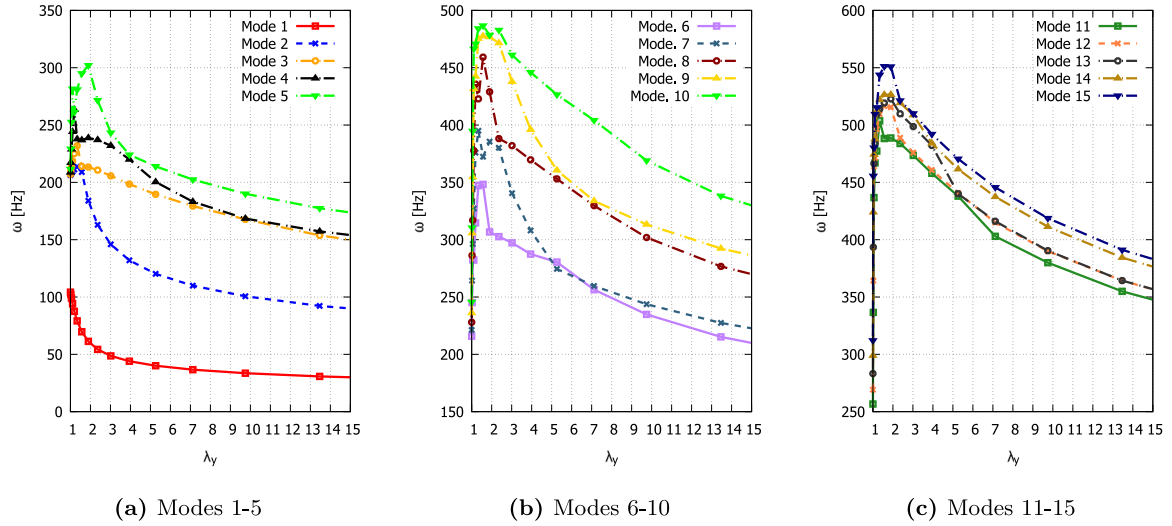 350
300
250
200
150
100
50
0
ω [Hz]
Mode 1
Mode 2
Mode 3
Mode 4
Mode 5
1 2 3 4 5 6 7 8 9 10 11 12 13 14 15
λy
(a) Modes 1-5
500
450
400
350
300
250
200
150
ω [Hz]
Mode. 6
Mode. 7
Mode. 8
Mode. 9
Mode. 10
1 2 3 4 5 6 7 8 9 10 11 12 13 14 15
λy
(b) Modes 6-10
600
550
500
450
400
350
300
250
ω [Hz]
Mode 11
Mode 12
Mode 13
Mode 14
Mode 15
1 2 3 4 5 6 7 8 9 10 11 12 13 14 15
λy
(c) Modes 11-15